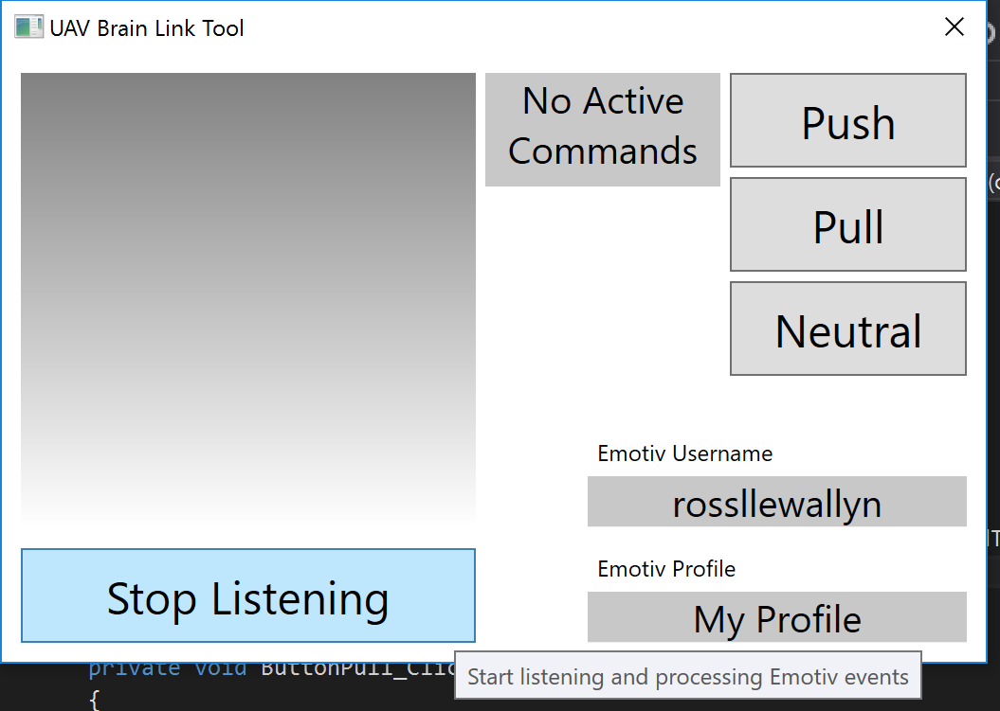 UAV Brain Link Tool
No Active
Commands
Push
Pull
Neutral
Emotiv Username
rossllewallyn
Emotiv Profile
My Profile
Stop Listening
Start listening and processing Emotiv events
private void ButtonPull_Clic
{